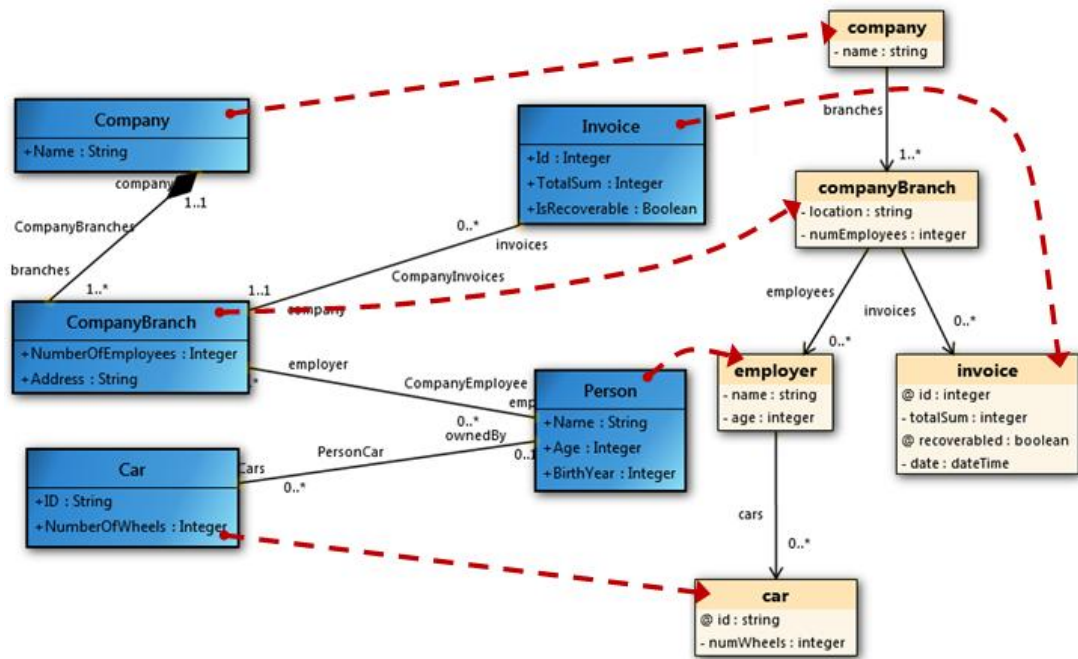 company
- name : string
branches
1..*
Company
+Name : String
company
1..1
CompanyBranches
branches
1..*
Invoice
+Id : Integer
+TotalSum : Integer
+IsRecoverable : Boolean
0..*
invoices
CompanyInvoices
1..1
company
companyBranch
- location : string
- numEmployees : integer
employees
0..*
invoices
0..*
CompanyBranch
+NumberOfEmployees : Integer
+Address : String
employer
CompanyEmployee
0..*
Person
+Name : String
+Age : Integer
+BirthYear : Integer
ownedBy
PersonCar
Cars
0..*
Car
+ID : String
+NumberOfWheels : Integer
employer
- name : string
- age : integer
invoice
@ id : integer
- totalSum : integer
@ recoverabled : boolean
- date : dateTime
cars
0..*
car
@ id : string
- numWheels : integer